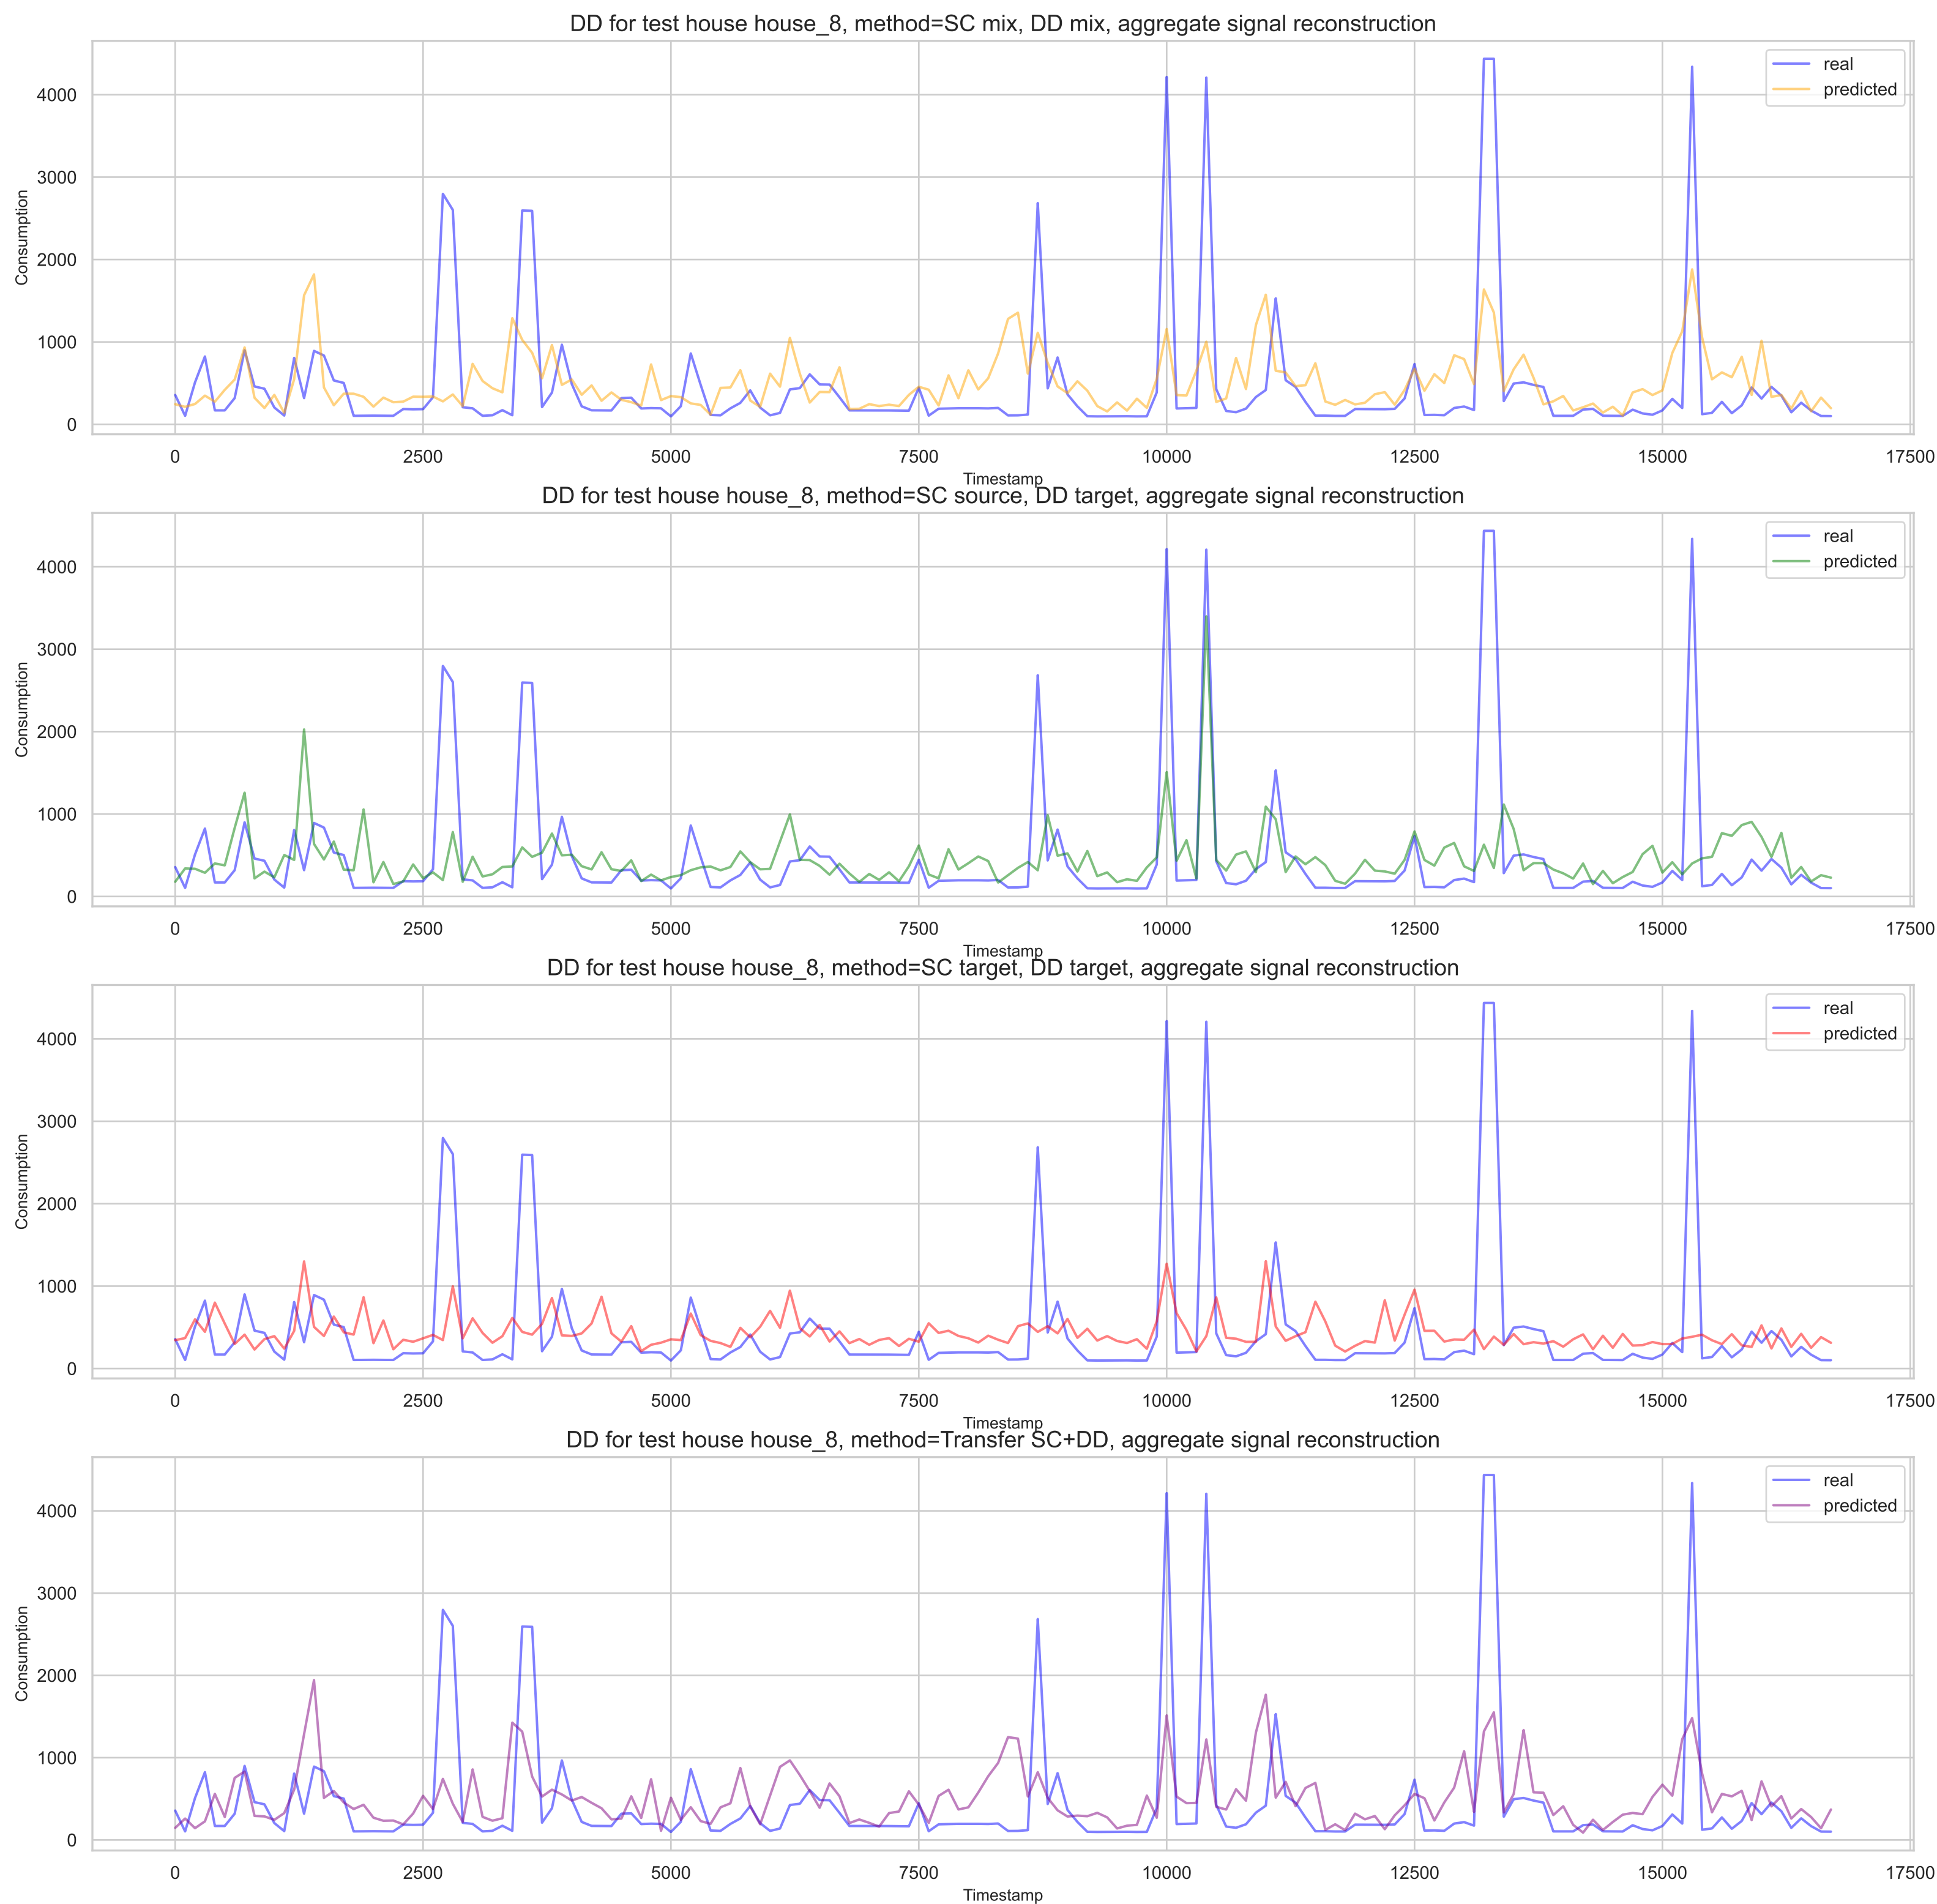 DD for test house house_8, method=SC mix, DD mix, aggregate signal reconstruction
real
predicted
4000
3000
2000
1000
0
Consumption
0 2500 5000 7500 10000 12500 15000 17500
Timestamp
DD for test house house_8, method=SC source, DD target, aggregate signal reconstruction
real
predicted
4000
3000
2000
1000
0
Consumption
0 2500 5000 7500 10000 12500 15000 17500
Timestamp
DD for test house house_8, method=SC target, DD target, aggregate signal reconstruction
real
predicted
4000
3000
2000
1000
0
Consumption
0 2500 5000 7500 10000 12500 15000 17500
Timestamp
DD for test house house_8, method=Transfer SC+DD, aggregate signal reconstruction
real
predicted
4000
3000
2000
1000
0
Consumption
0 2500 5000 7500 10000 12500 15000 17500
Timestamp